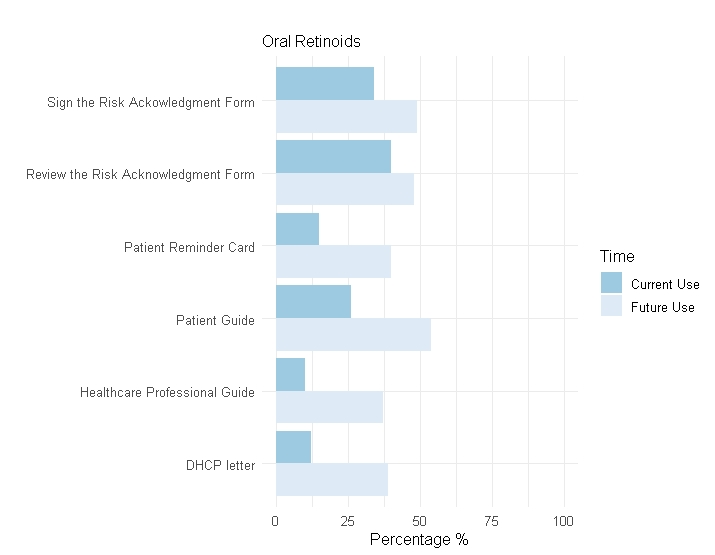 Oral Retinoids
Sign the Risk Ackowledgment Form
Review the Risk Acknowledgment Form
Patient Reminder Card
Patient Guide
Healthcare Professional Guide
DHCP letter
0 25 50 75 100
Percentage %
Time
Current Use
Future Use